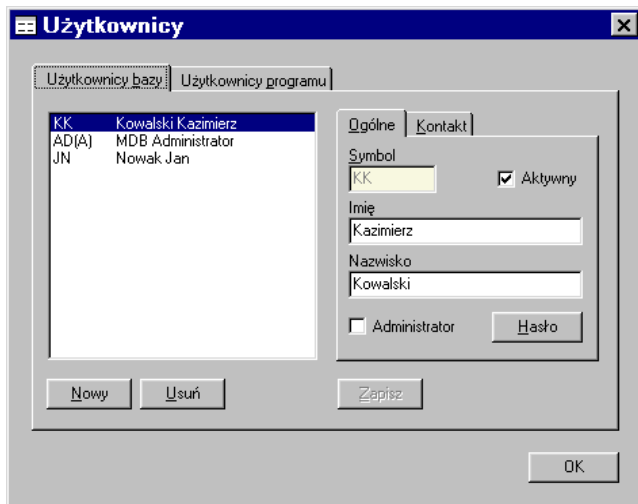 Użytkownicy
Użytkownicy bazy
Użytkownicy programu
KK Kowalski Kazimierz
AD(A) MDB Administrator
JN Nowak Jan
Ogólne
Kontakt
Symbol
KK
Aktywny
Imię
Kazimierz
Nazwisko
Kowalski
Administrator
Hasło
Nowy
Usuń
Zapisz
OK